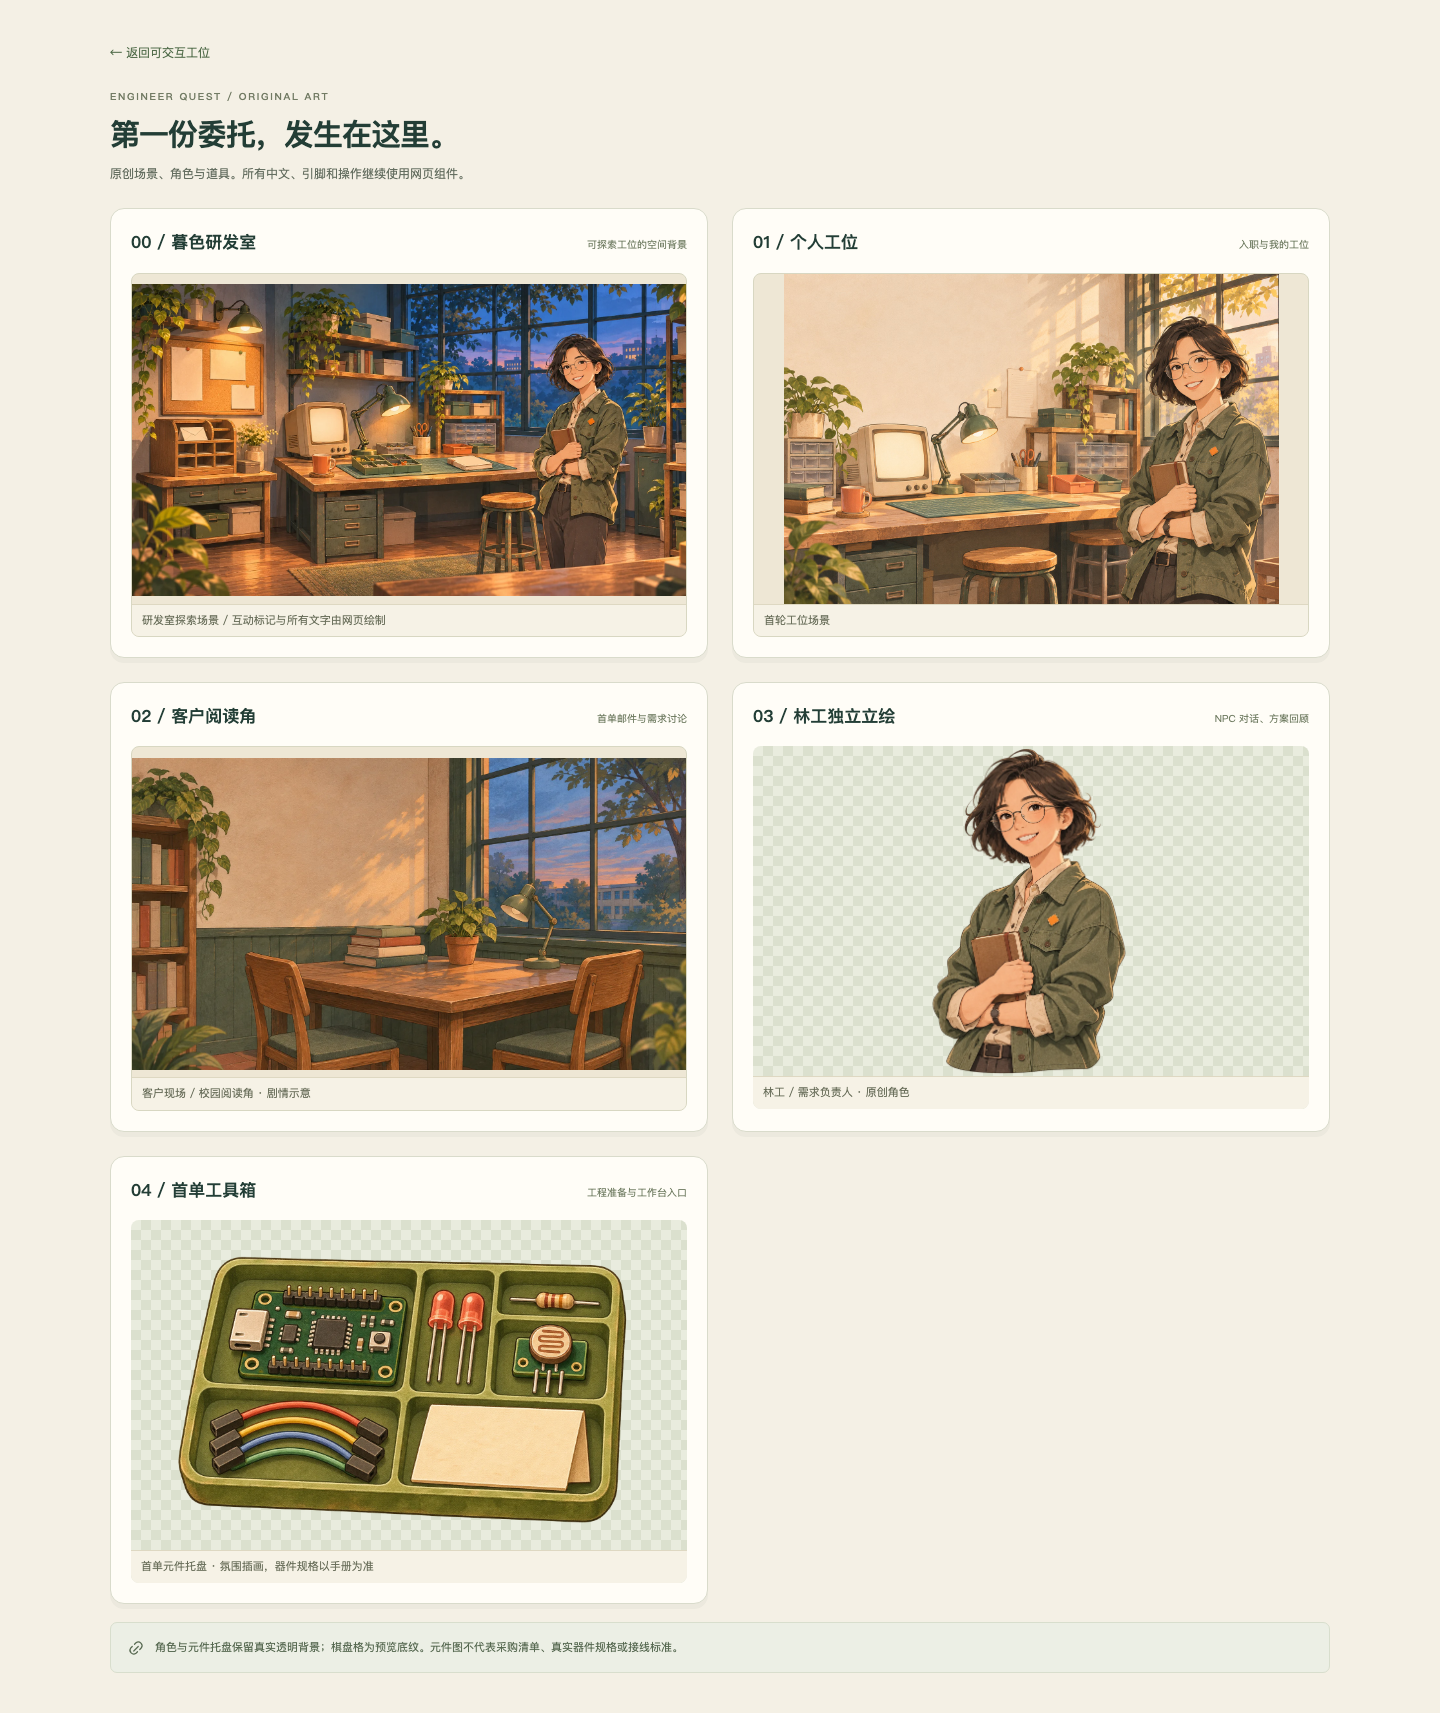 ← 返回可交互工位
ENGINEER QUEST / ORIGINAL ART
第一份委托，发生在这里。
原创场景、角色与道具。所有中文、引脚和操作继续使用网页组件。
00 / 暮色研发室
可探索工位的空间背景
研发室探索场景 / 互动标记与所有文字由网页绘制
01 / 个人工位
入职与我的工位
首轮工位场景
02 / 客户阅读角
首单邮件与需求讨论
客户现场 / 校园阅读角 · 剧情示意
03 / 林工独立立绘
NPC 对话、方案回顾
林工 / 需求负责人 · 原创角色
04 / 首单工具箱
工程准备与工作台入口
首单元件托盘 · 氛围插画，器件规格以手册为准
角色与元件托盘保留真实透明背景；棋盘格为预览底纹。元件图不代表采购清单、真实器件规格或接线标准。